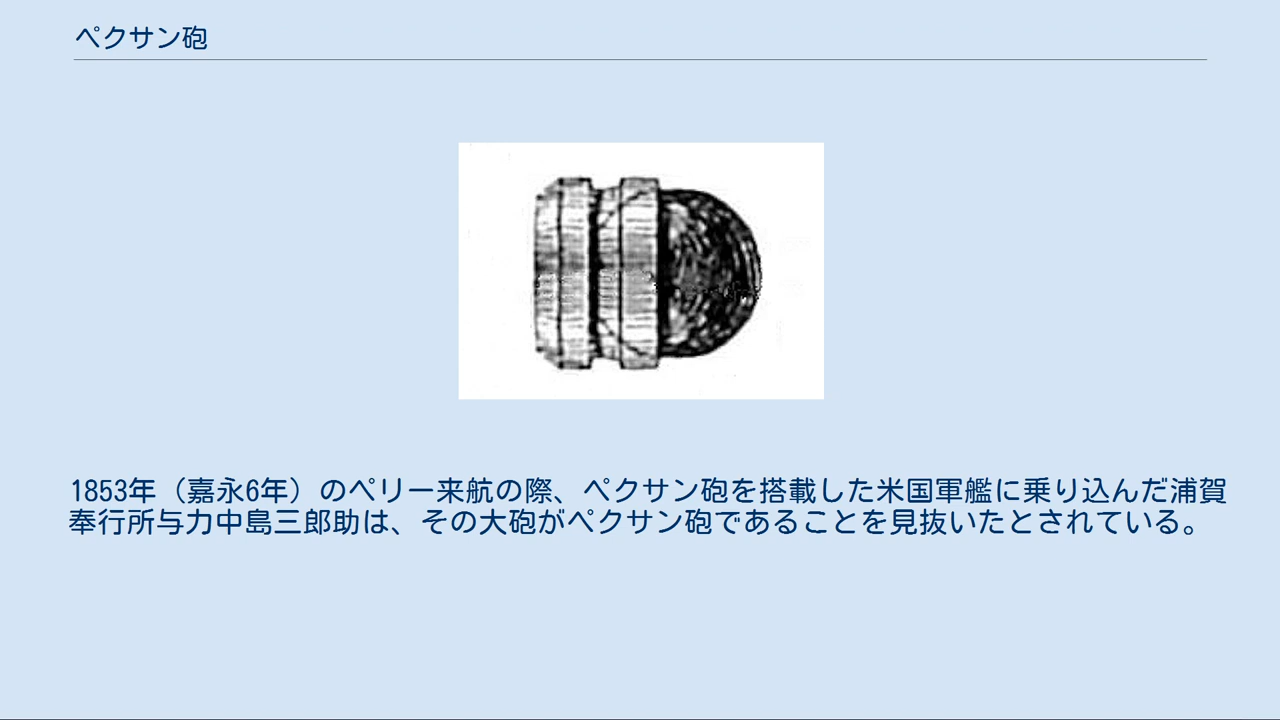 ペクサン砲
1853年（嘉永6年）のペリー来航の際、ペクサン砲を搭載した米国軍艦に乗り込んだ浦賀
奉行所与力中島三郎助は、その大砲がペクサン砲であることを見抜いたとされている。